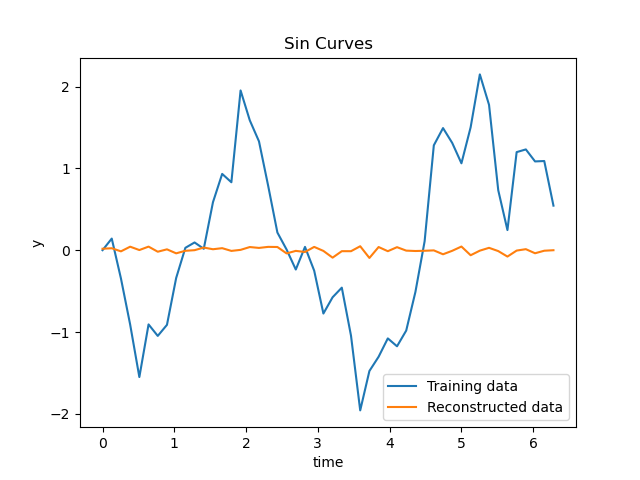 Sin Curves
y
2
1
0
−1
−2
0 1 2 3 4 5 6
time
Training data
Reconstructed data